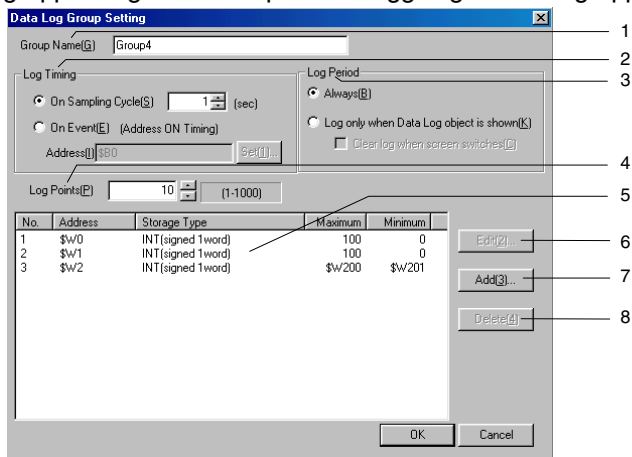 Data Log Group Setting
1
Group Name(G) Group4
2
Log Timing
Log Period
3
On Sampling Cycle(S) 1 (sec)
Always(B)
On Event(E) (Address ON Timing)
Log only when Data Log object is shown(K)
Address(I) $B0 Set(1)...
Clear log when screen switches(C)
4
Log Points(P) 10 (1-1000)
5
No. Address Storage Type Maximum Minimum
1 $W0 INT(signed 1word) 100 0
2 $W1 INT(signed 1word) 100 0
3 $W2 INT(signed 1word) $W200 $W201
Edit(2)... 6
Add(3)... 7
Delete(4) 8
OK Cancel